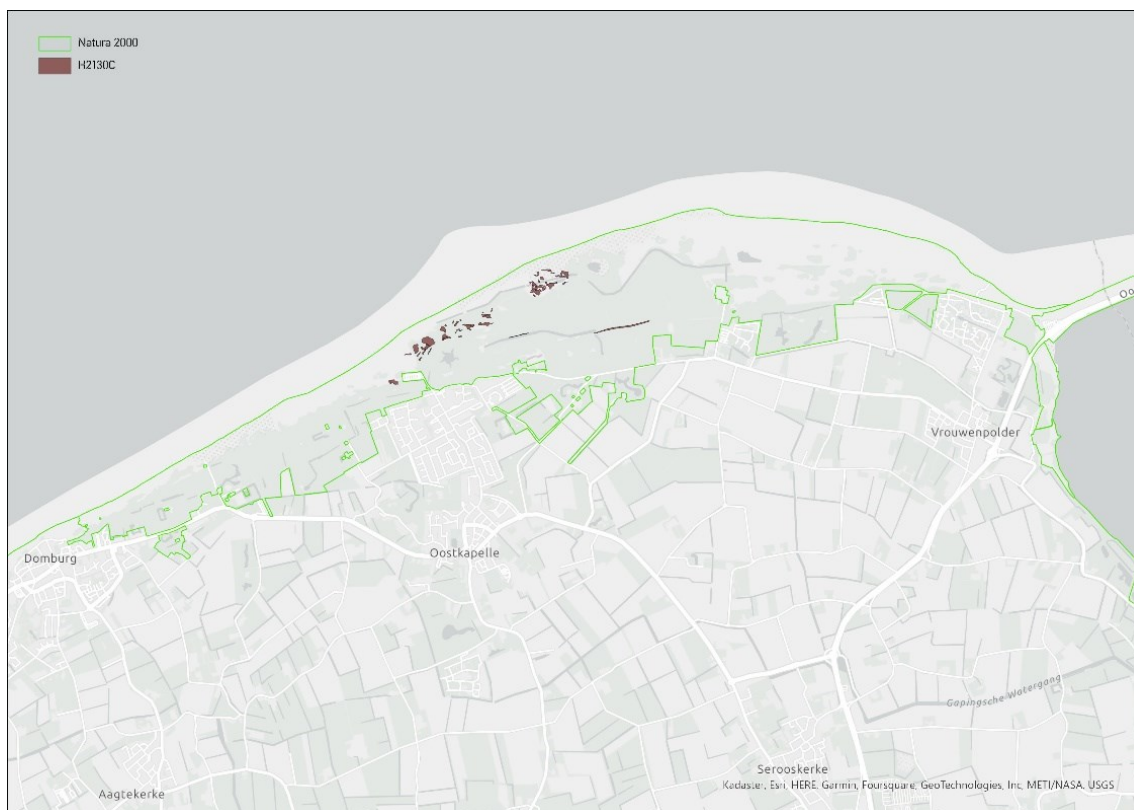 Natura 2000
H2130C
Oo
Vrouwenpolder
Domburg
Oostkapelle
Gapingsche Watergang
Serooskerke
Aagtekerke
Kadaster, Esri, HERE, Garmin, Foursquare, GeoTechnologies, Inc, METI/NASA, USGS